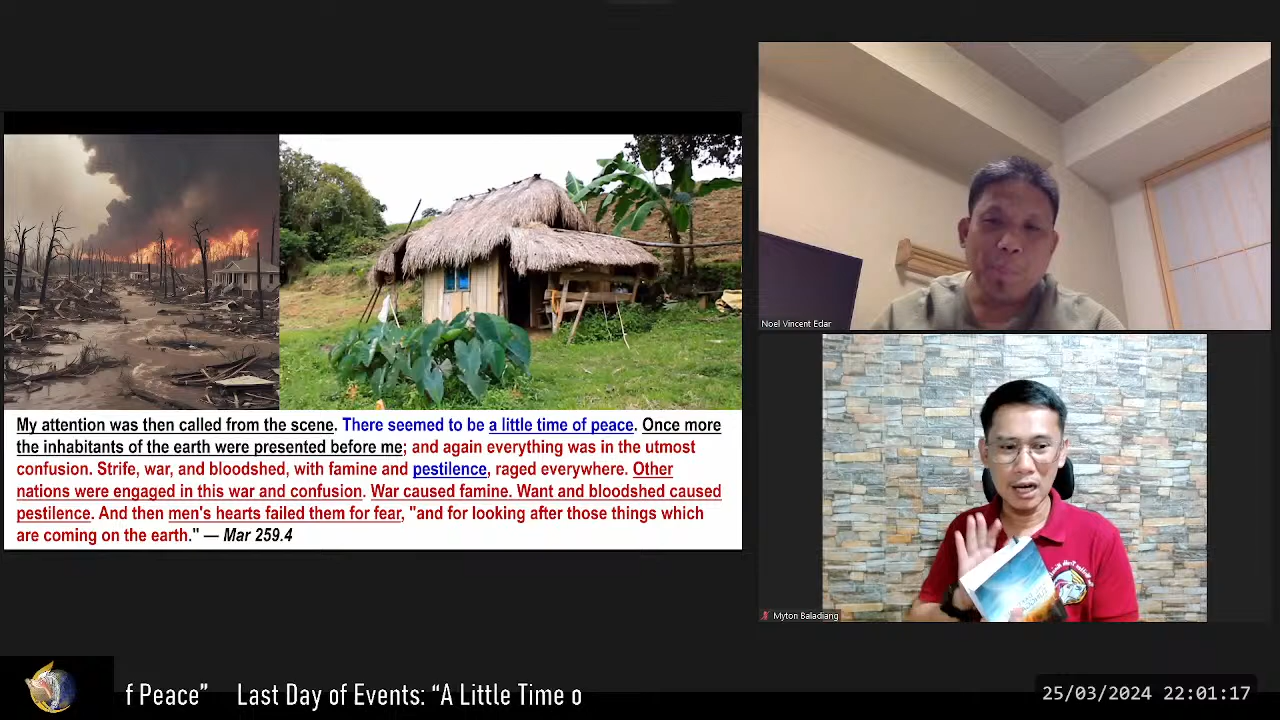 My attention was then called from the scene. There seemed to be a little time of peace. Once more
the inhabitants of the earth were presented before me; and again everything was in the utmost
confusion. Strife, war, and bloodshed, with famine and pestilence, raged everywhere. Other
nations were engaged in this war and confusion. War caused famine. Want and bloodshed caused
pestilence. And then men's hearts failed them for fear, "and for looking after those things which
are coming on the earth." — Mar 259.4
Noel Vincent Edar
Myton Baladiang
f Peace” Last Day of Events: “A Little Time o
25/03/2024 22:01:17